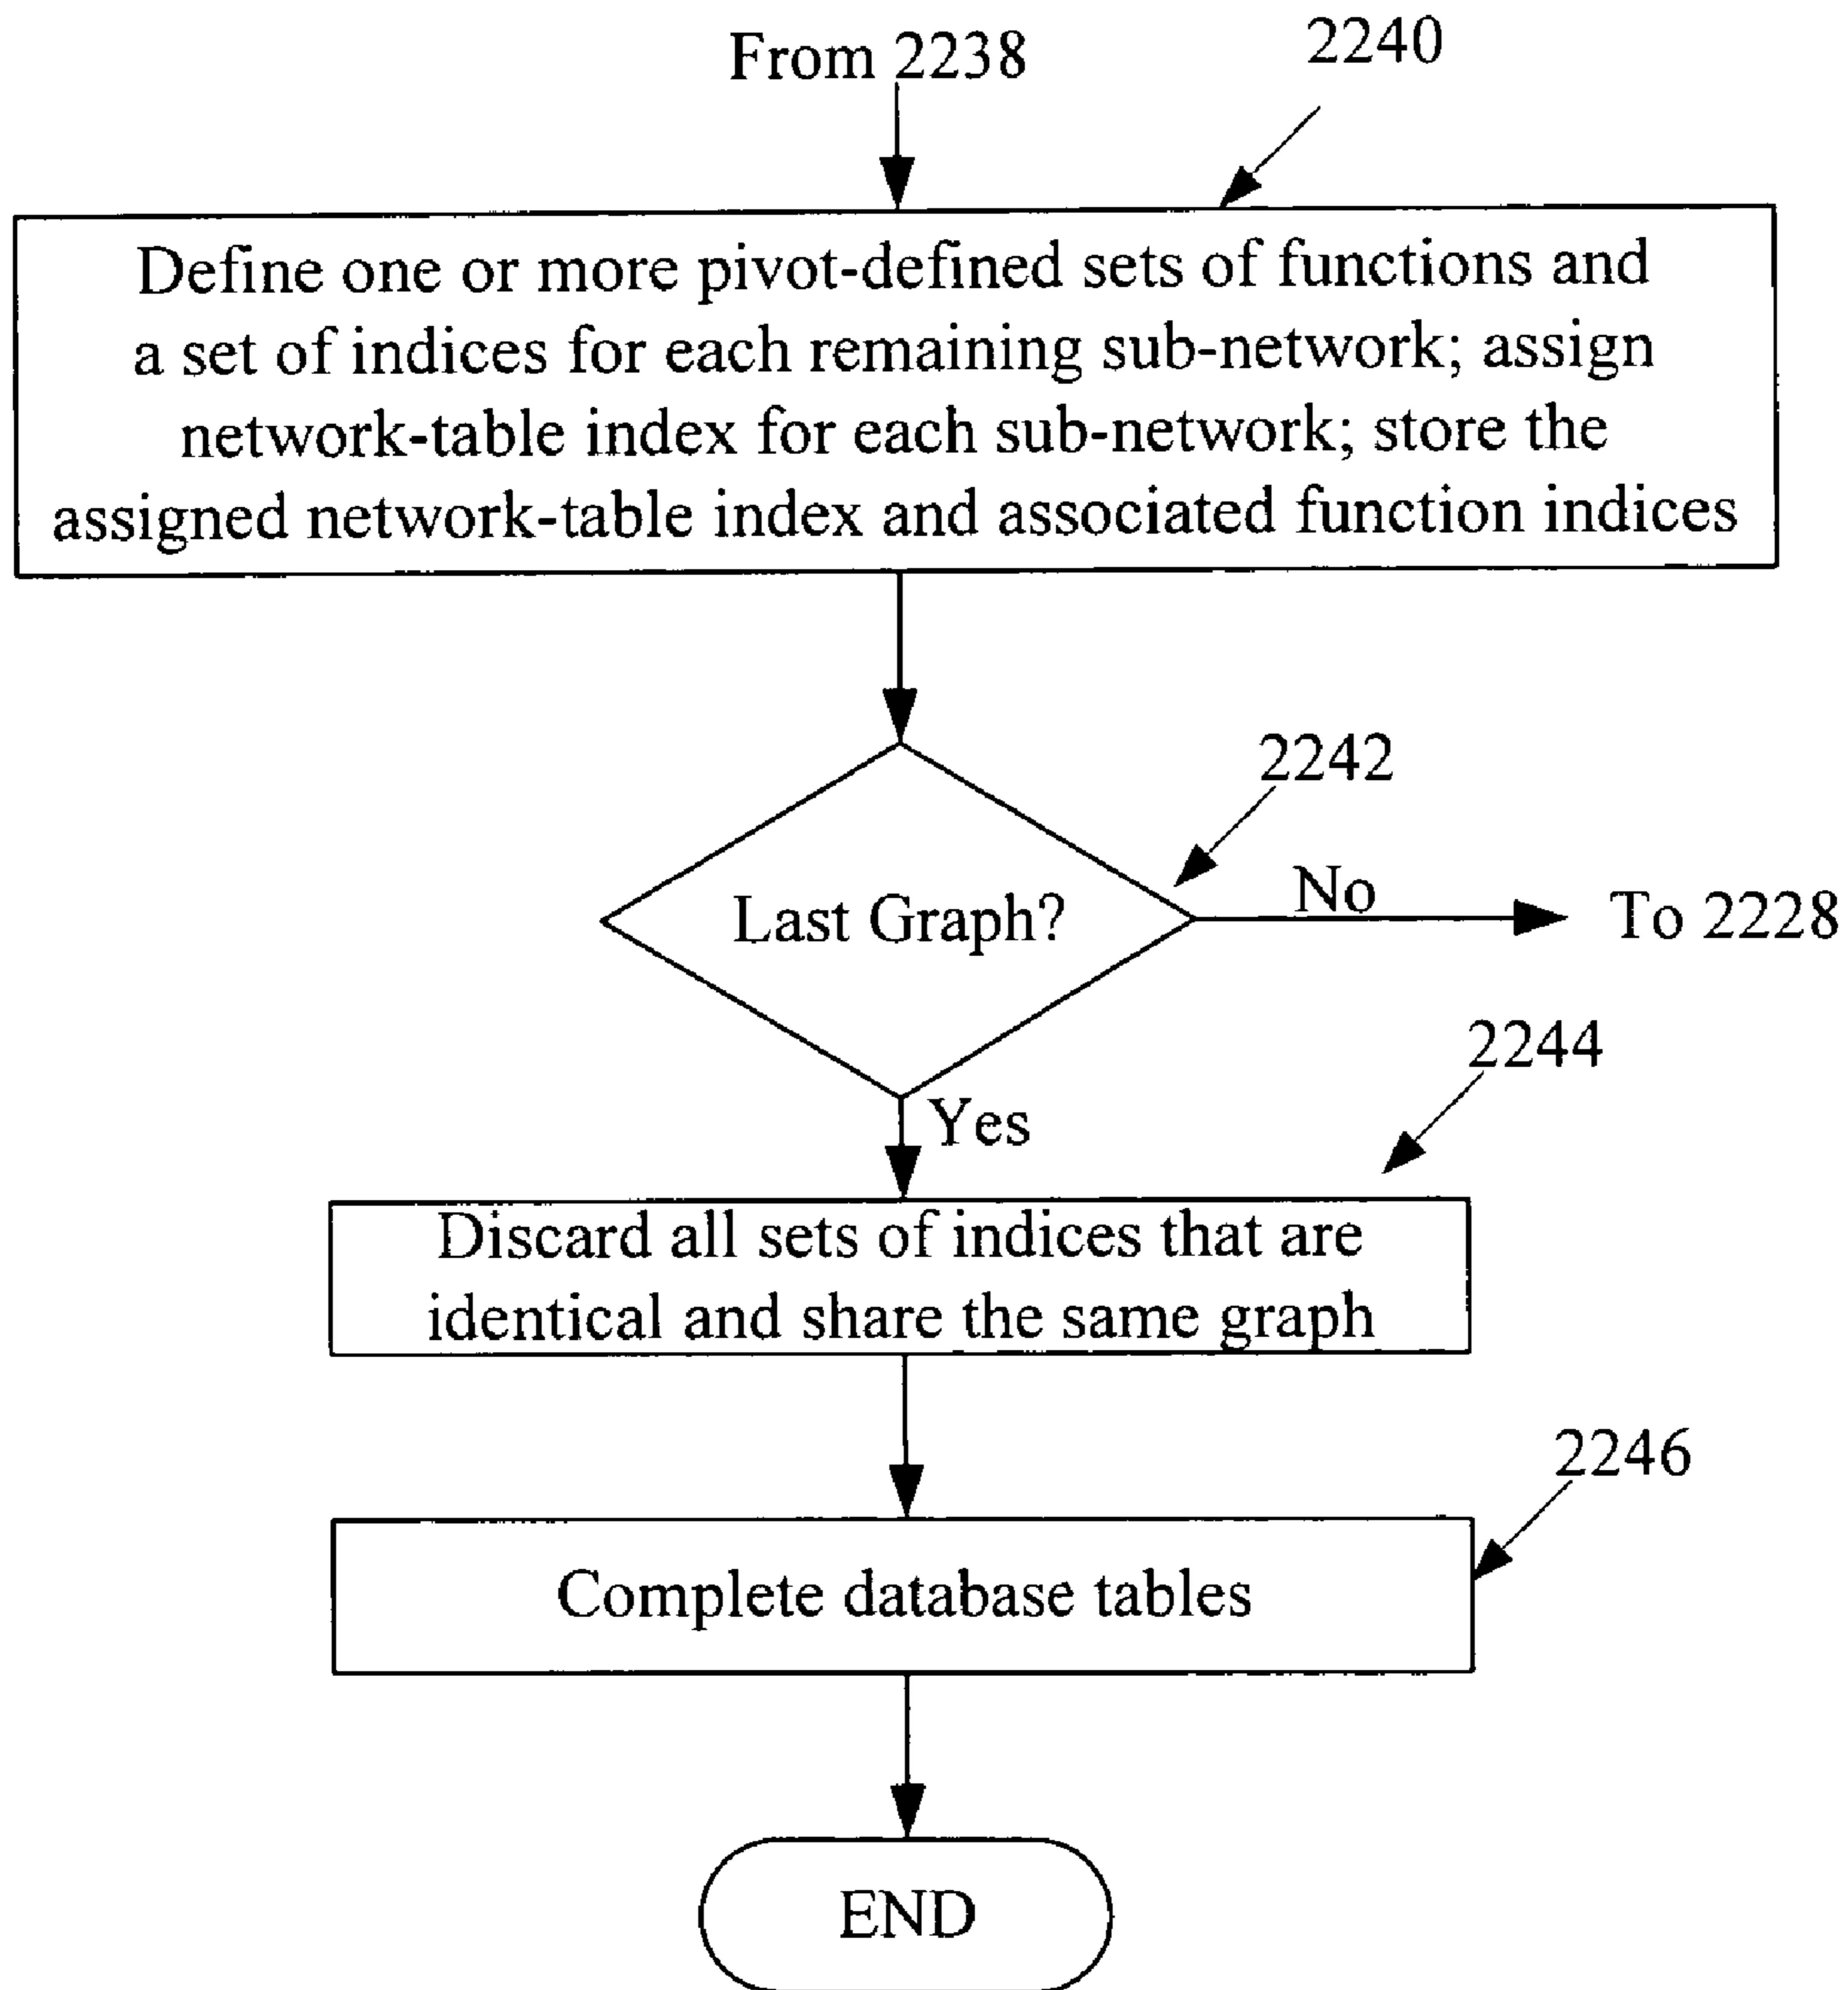 From 2238
2240
Define one or more pivot-defined sets of functions and
a set of indices for each remaining sub-network; assign
network-table index for each sub-network; store the
assigned network-table index and associated function indices
2242
Last Graph?
No
To 2228
2244
Yes
Discard all sets of indices that are
identical and share the same graph
2246
Complete database tables
END